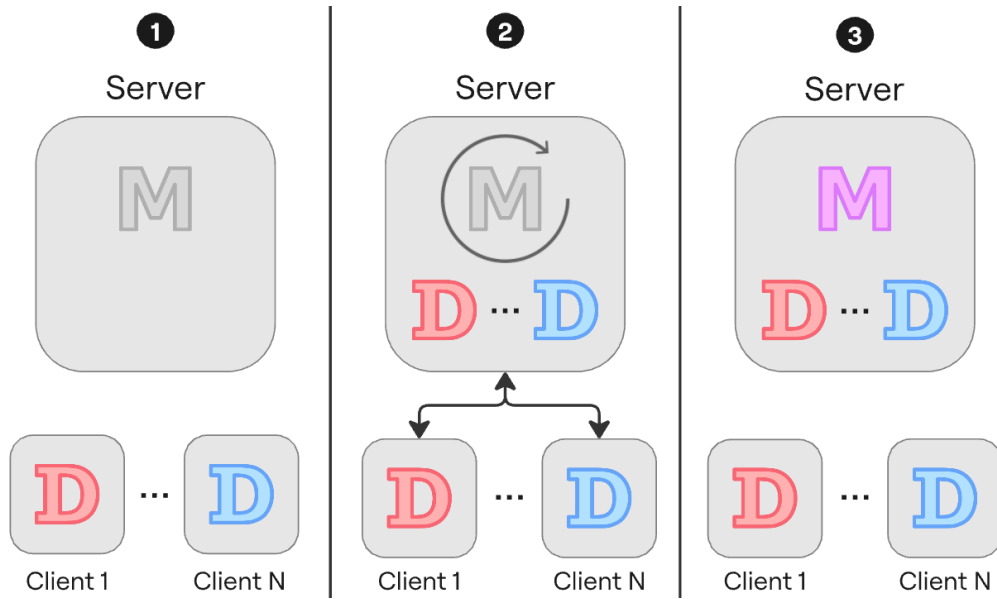 1
Server
M
D ... D
Client 1 Client N
2
Server
M
D ... D
D ... D
Client 1 Client N
3
Server
M
D ... D
D ... D
Client 1 Client N